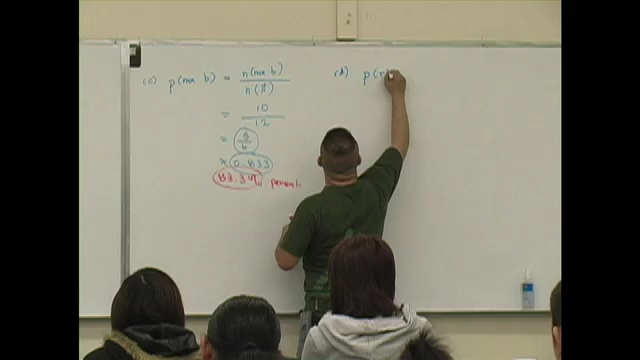 (c) p(not b) = n(not b) / n(S)
= 10 / 12
= 5 / 6
≈ 0.833
83.3% percent.
(d) p(r